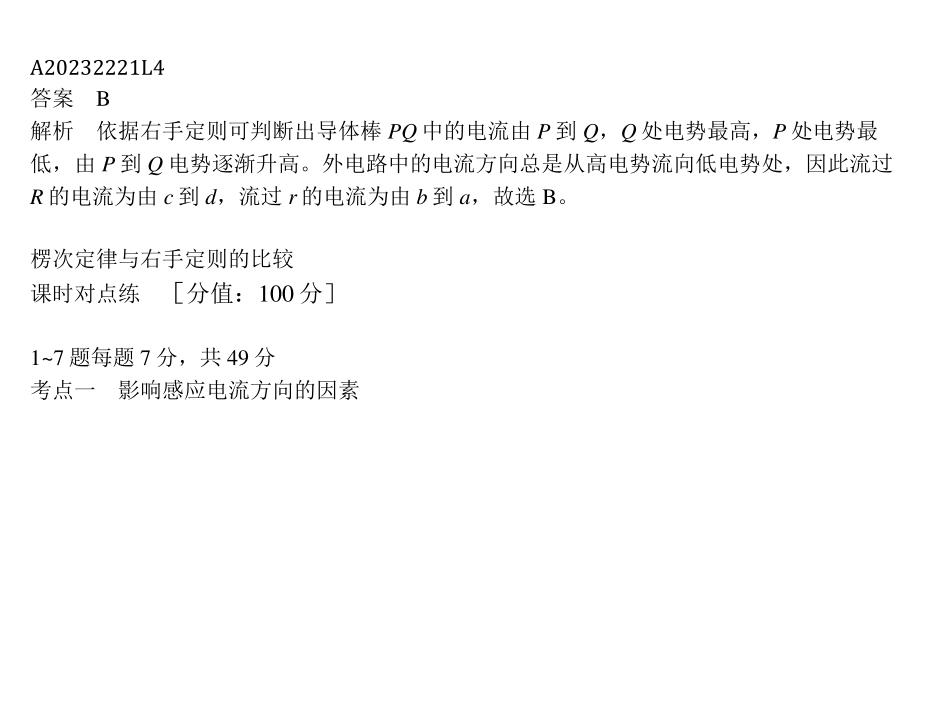 A20232221L4
答案　B
解析　依据右手定则可判断出导体棒 PQ 中的电流由 P 到 Q，Q 处电势最高，P 处电势最
低，由 P 到 Q 电势逐渐升高。外电路中的电流方向总是从高电势流向低电势处，因此流过
R 的电流为由 c 到 d，流过 r 的电流为由 b 到 a，故选 B。
楞次定律与右手定则的比较
课时对点练　［分值：100 分］
1~7 题每题 7 分，共 49 分
考点一　影响感应电流方向的因素